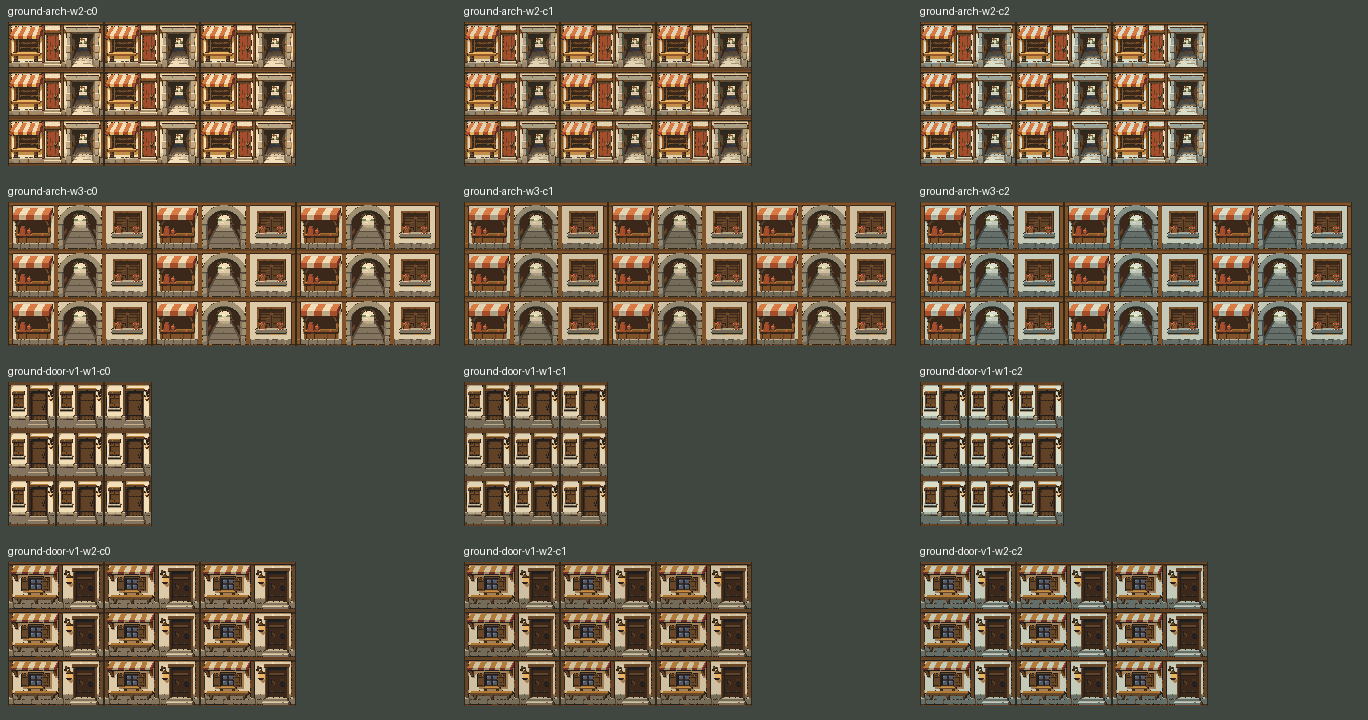 ground-arch-w2-c0
ground-arch-w2-c1
ground-arch-w2-c2
ground-arch-w3-c0
ground-arch-w3-c1
ground-arch-w3-c2
ground-door-v1-w1-c0
ground-door-v1-w1-c1
ground-door-v1-w1-c2
ground-door-v1-w2-c0
ground-door-v1-w2-c1
ground-door-v1-w2-c2